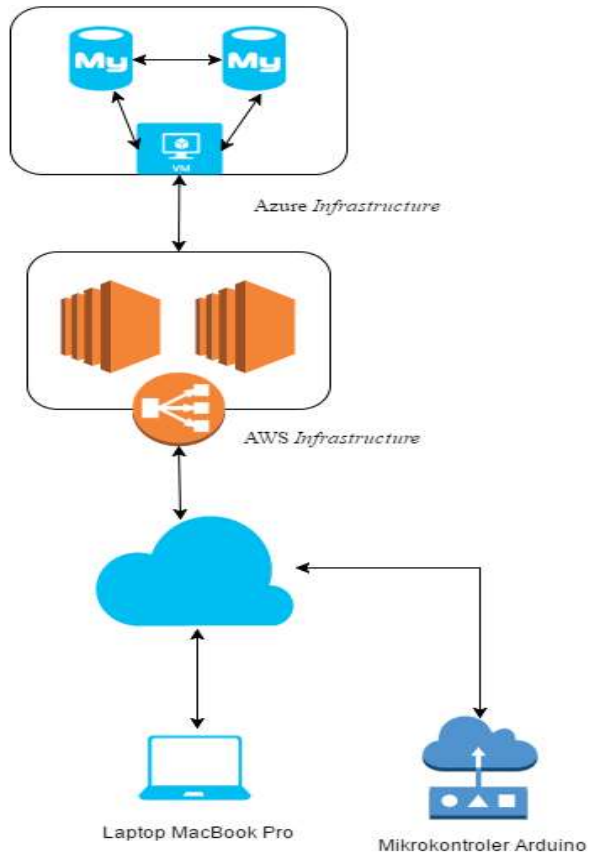 My My
VM
Azure Infrastructure
AWS Infrastructure
Laptop MacBook Pro
Mikrokontroler Arduino